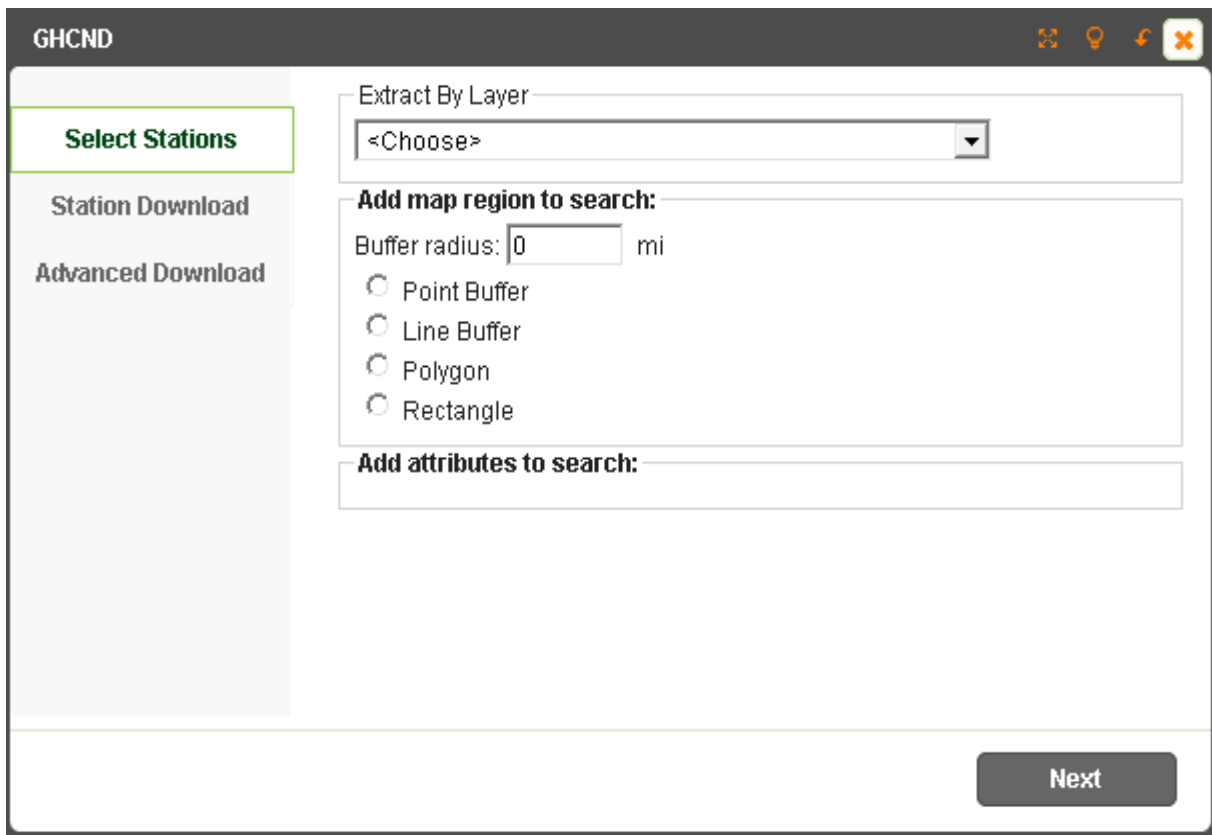 GHCND
Select Stations
Station Download
Advanced Download
Extract By Layer
<Choose>
Add map region to search:
Buffer radius: 0 mi
Point Buffer
Line Buffer
Polygon
Rectangle
Add attributes to search:
Next